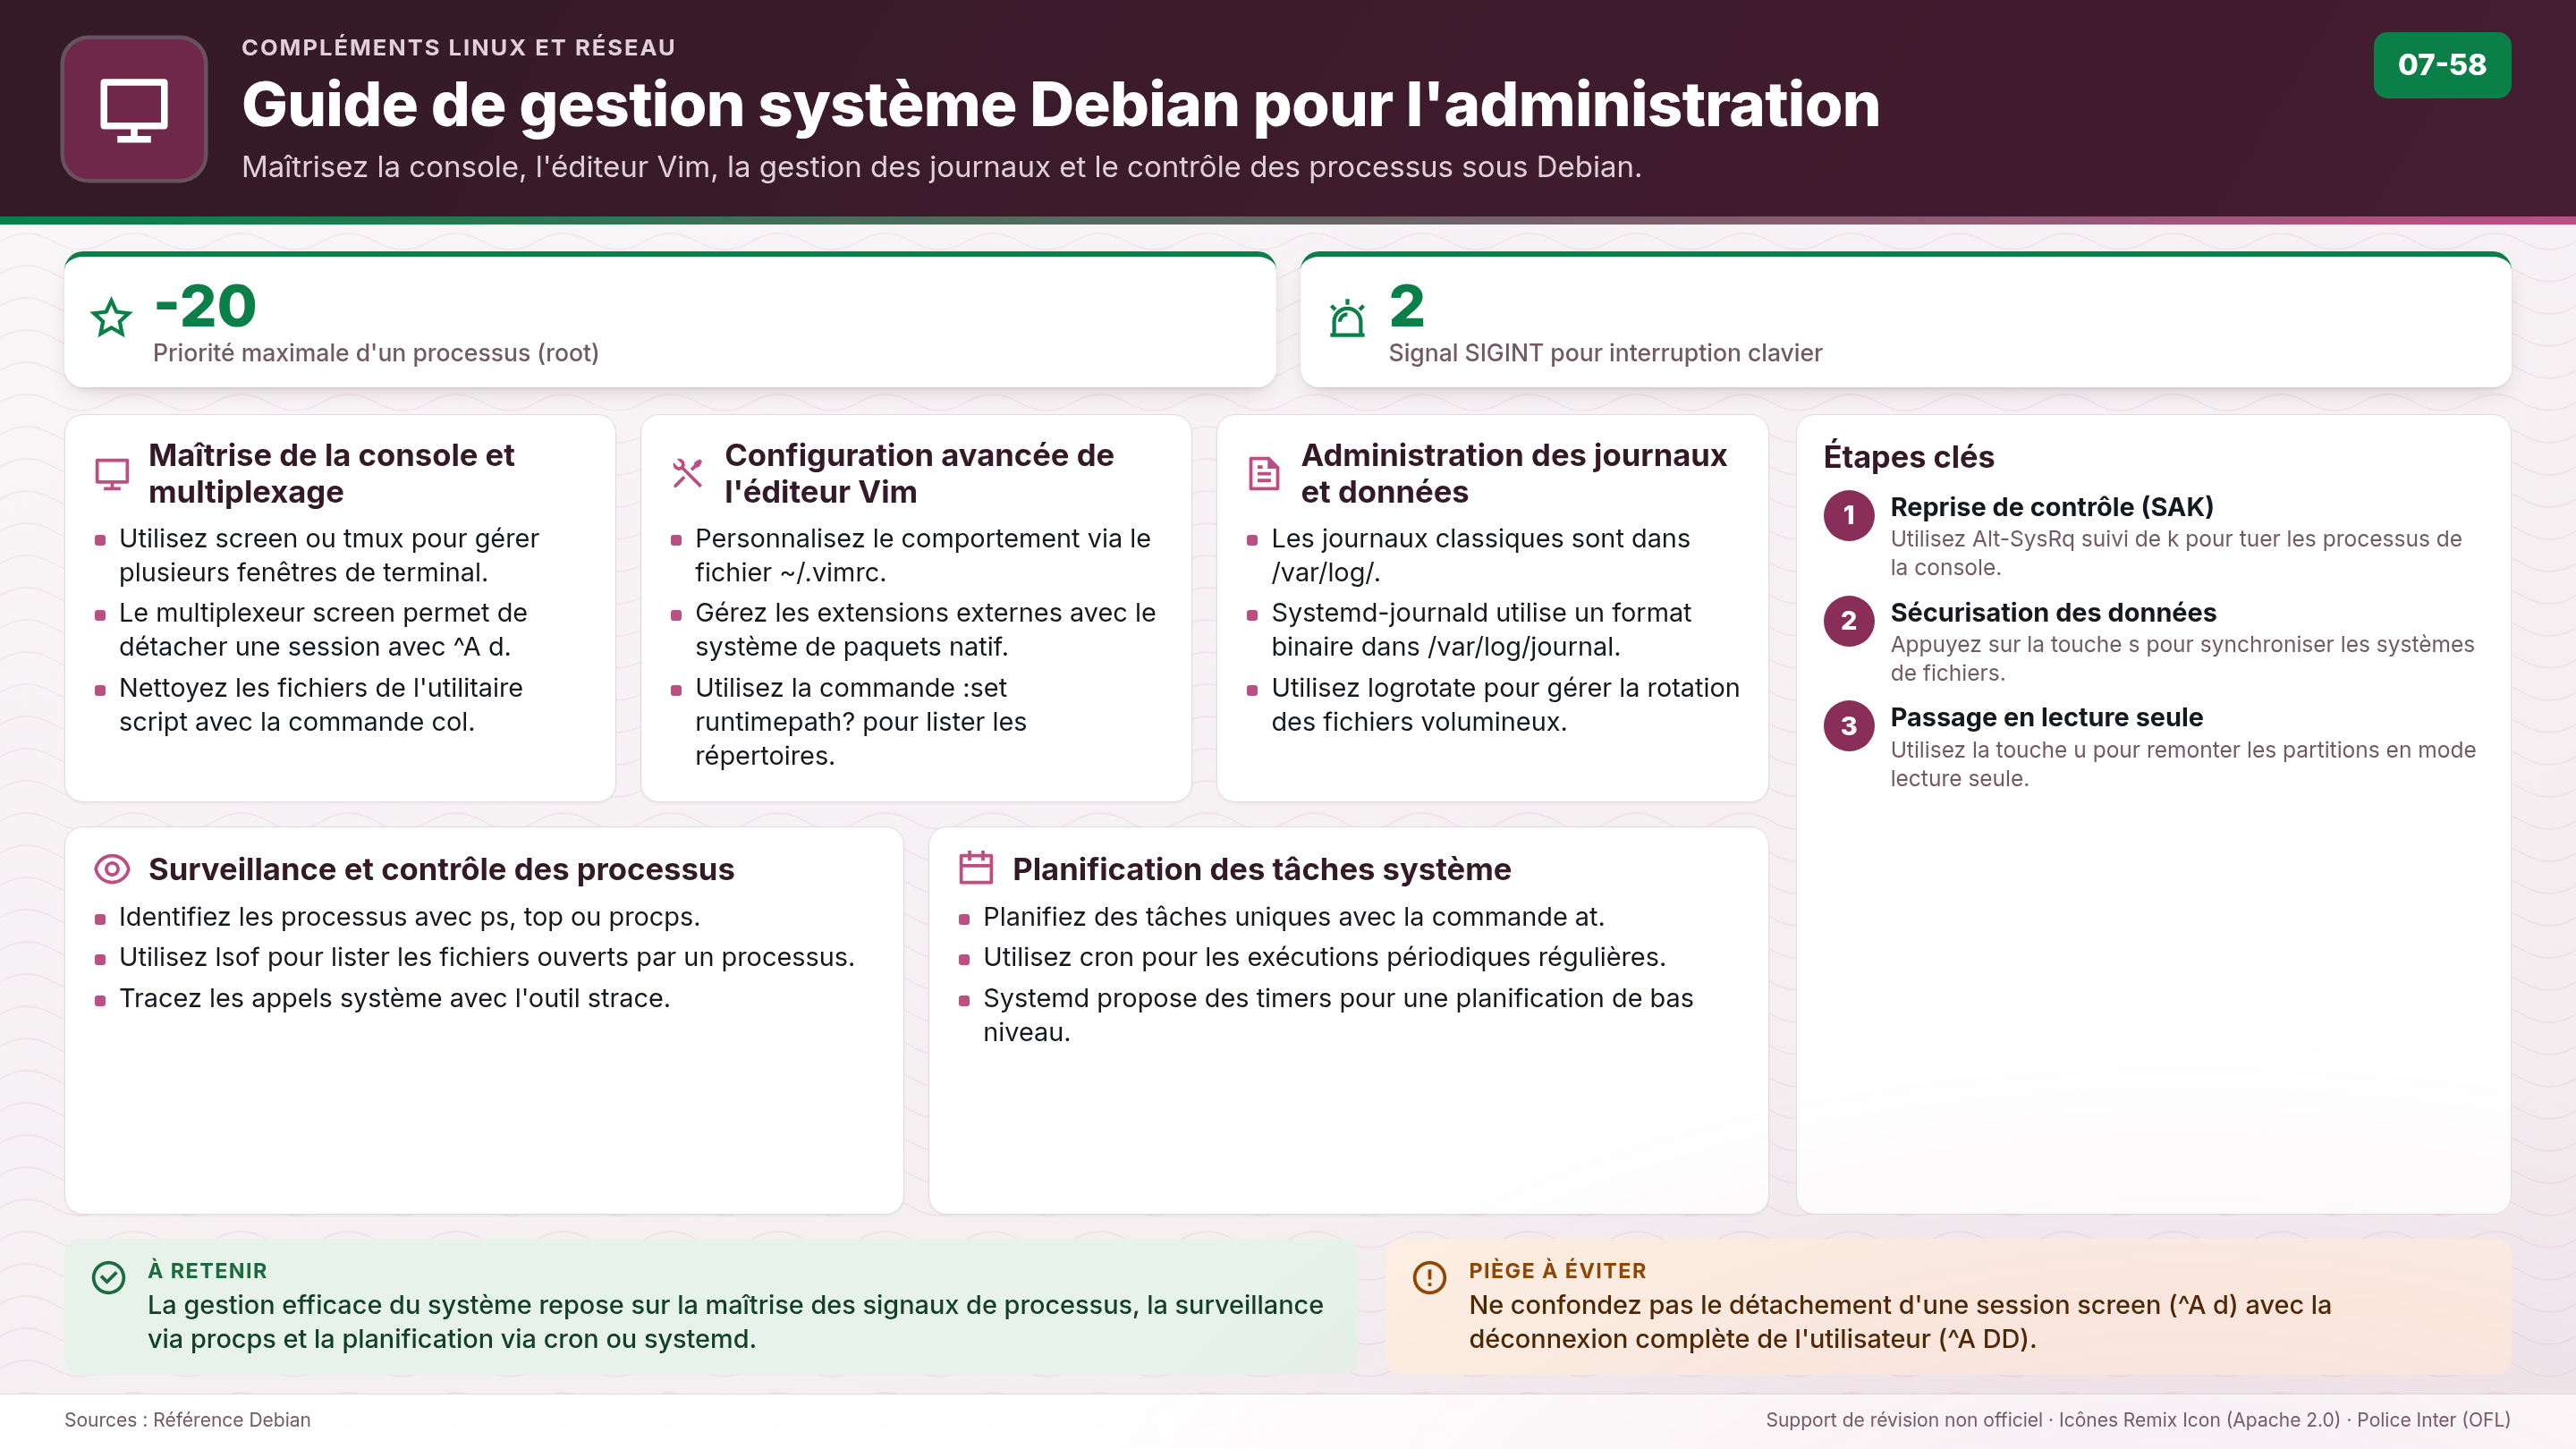 COMPLÉMENTS LINUX ET RÉSEAU
Guide de gestion système Debian pour l'administration
Maîtrisez la console, l'éditeur Vim, la gestion des journaux et le contrôle des processus sous Debian.
07-58
-20
Priorité maximale d'un processus (root)
2
Signal SIGINT pour interruption clavier
Maîtrise de la console et
multiplexage
Utilisez screen ou tmux pour gérer
plusieurs fenêtres de terminal.
Le multiplexeur screen permet de
détacher une session avec ^A d.
Nettoyez les fichiers de l'utilitaire
script avec la commande col.
Configuration avancée de
l'éditeur Vim
Personnalisez le comportement via le
fichier ~/.vimrc.
Gérez les extensions externes avec le
système de paquets natif.
Utilisez la commande :set
runtimepath? pour lister les
répertoires.
Administration des journaux
et données
Les journaux classiques sont dans
/var/log/.
Systemd-journald utilise un format
binaire dans /var/log/journal.
Utilisez logrotate pour gérer la rotation
des fichiers volumineux.
Étapes clés
1
Reprise de contrôle (SAK)
Utilisez Alt-SysRq suivi de k pour tuer les processus de
la console.
2
Sécurisation des données
Appuyez sur la touche s pour synchroniser les systèmes
de fichiers.
3
Passage en lecture seule
Utilisez la touche u pour remonter les partitions en mode
lecture seule.
Surveillance et contrôle des processus
Identifiez les processus avec ps, top ou procps.
Utilisez lsof pour lister les fichiers ouverts par un processus.
Tracez les appels système avec l'outil strace.
Planification des tâches système
Planifiez des tâches uniques avec la commande at.
Utilisez cron pour les exécutions périodiques régulières.
Systemd propose des timers pour une planification de bas
niveau.
À RETENIR
La gestion efficace du système repose sur la maîtrise des signaux de processus, la surveillance
via procps et la planification via cron ou systemd.
PIÈGE À ÉVITER
Ne confondez pas le détachement d'une session screen (^A d) avec la
déconnexion complète de l'utilisateur (^A DD).
Sources : Référence Debian
Support de révision non officiel · Icônes Remix Icon (Apache 2.0) · Police Inter (OFL)